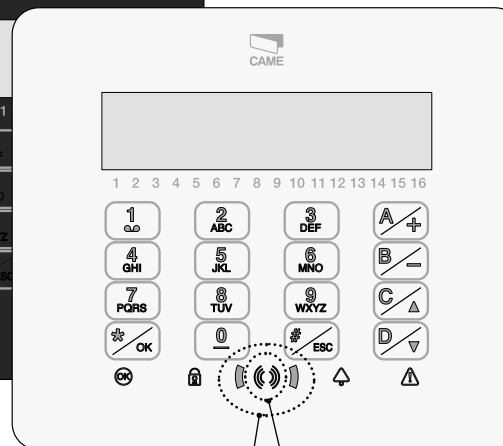 CAME
1 2 3 4 5 6 7 8 9 10 11 12 13 14 15 16
1 2 ABC 3 DEF A +
4 GHI 5 JKL 6 MNO B −
7 PQRS 8 TUV 9 WXYZ C ▲
* OK 0 # ESC D ▼
OK